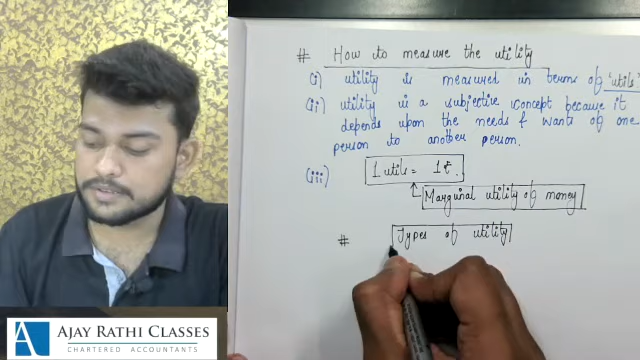 # How to measure the utility
(i) utility is measured in terms of 'utils'
(ii) utility is a subjective concept because it
depends upon the needs & wants of one
person to another person.
(iii) 1 utils = 1₹.
Marginal utility of money
# Types of utility
AJAY RATHI CLASSES
CHARTERED ACCOUNTANTS